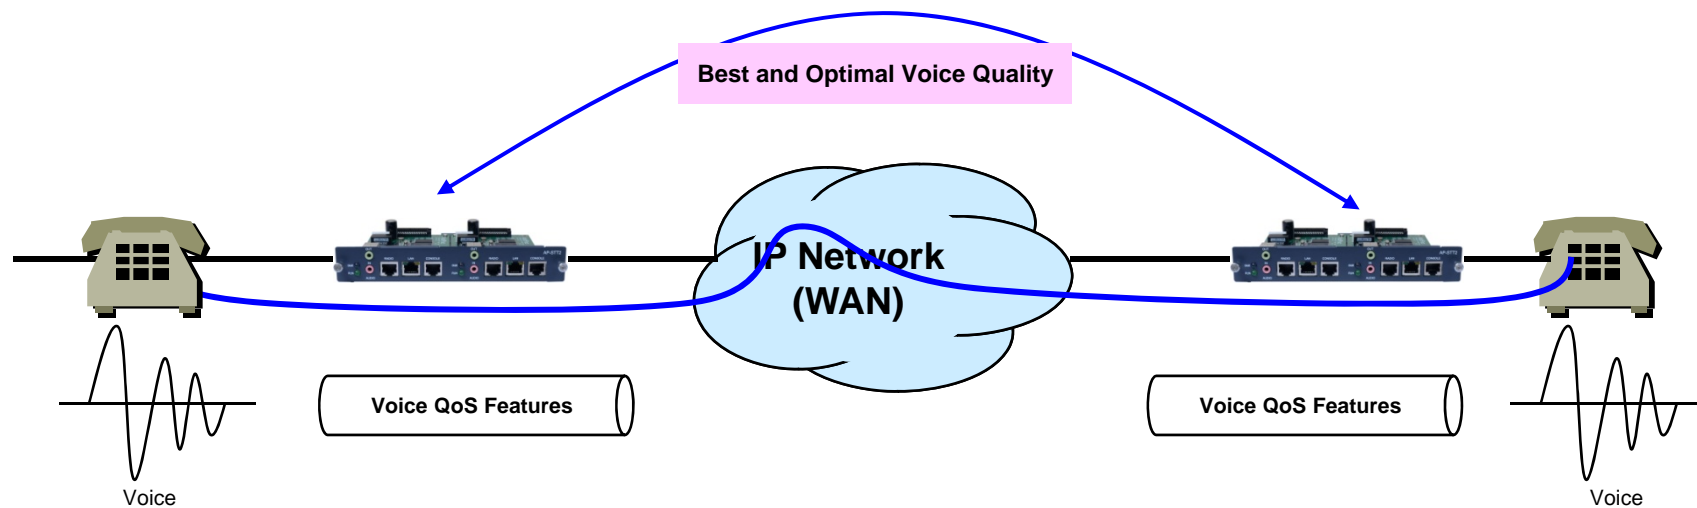 Best and Optimal Voice Quality
IP Network
(WAN)
Voice QoS Features
Voice QoS Features
Voice
Voice